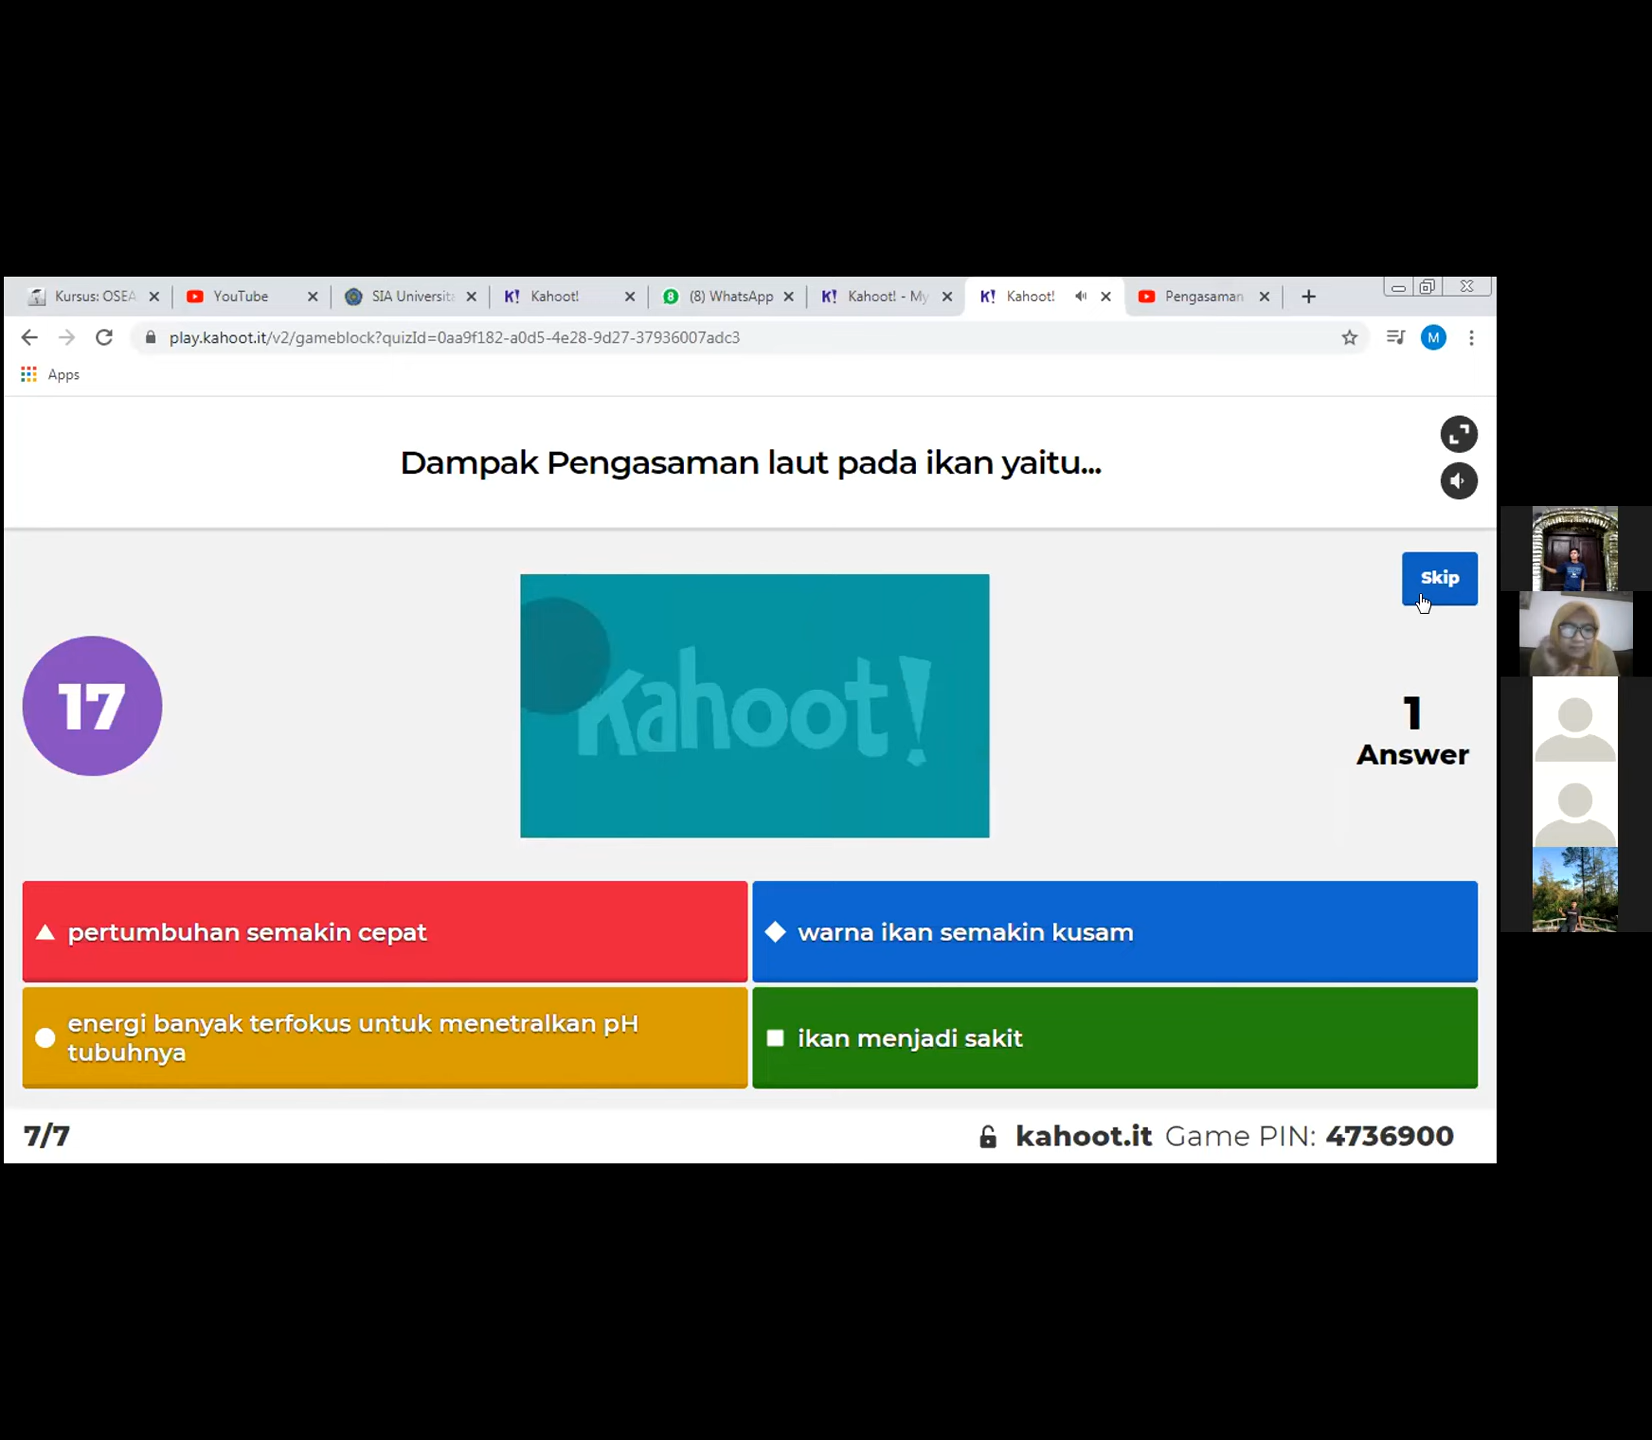 Kursus: OSEA
YouTube
SIA Universita
K! Kahoot!
8 (8) WhatsApp
K! Kahoot! - My
K! Kahoot!
Pengasaman
play.kahoot.it/v2/gameblock?quizId=0aa9f182-a0d5-4e28-9d27-37936007adc3
M
Apps
Dampak Pengasaman laut pada ikan yaitu...
Skip
17
Kahoot!
1
Answer
pertumbuhan semakin cepat
warna ikan semakin kusam
energi banyak terfokus untuk menetralkan pH
tubuhnya
ikan menjadi sakit
7/7
kahoot.it Game PIN: 4736900